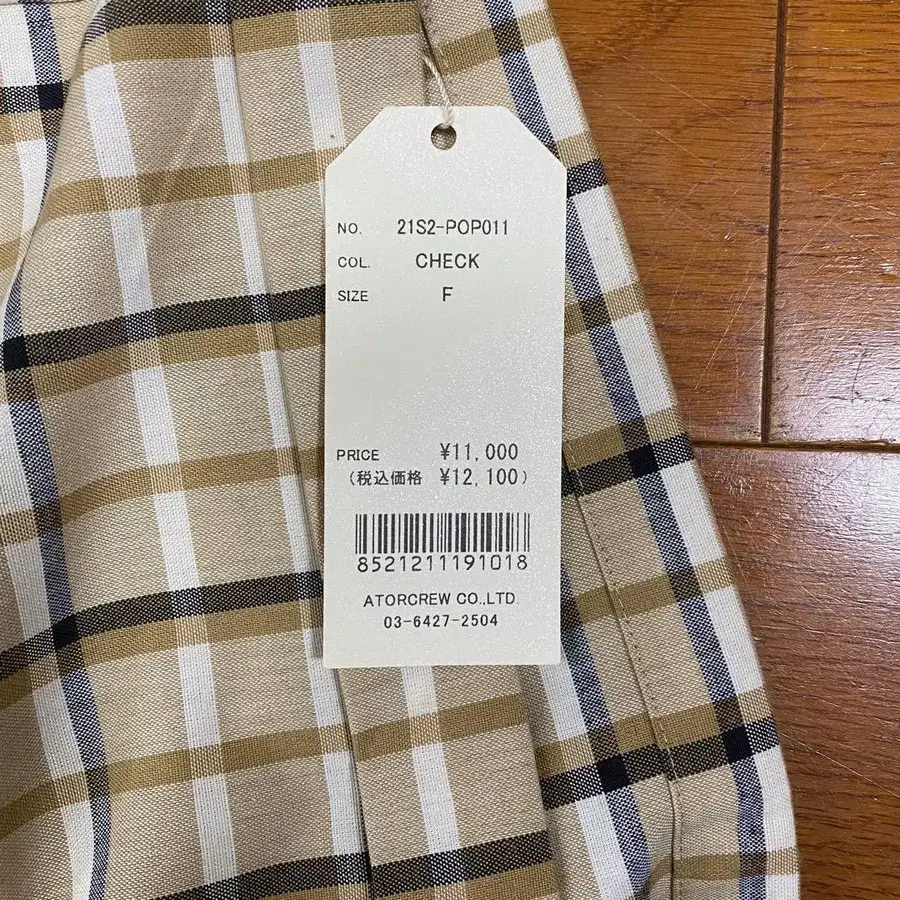 NO. 21S2-POP011
COL. CHECK
SIZE F
PRICE ¥11,000
(税込価格 ¥12,100)
8521211191018
ATORCREW CO.,LTD.
03-6427-2504